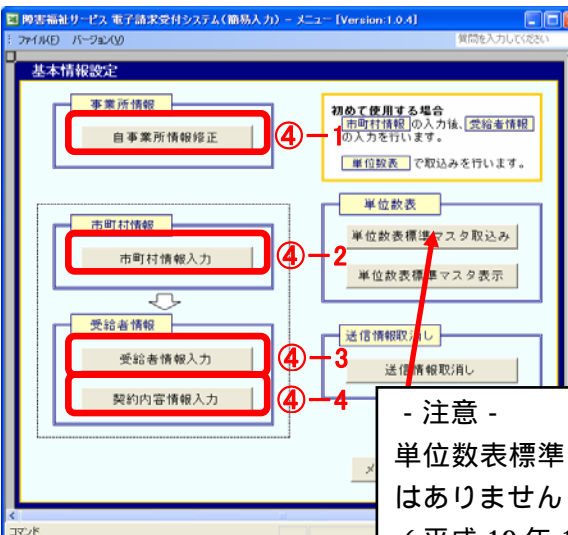 障害福祉サービス 電子請求受付システム(簡易入力) - メニュー [Version:1.0.4]
ファイル(F) バージョン(V)
質問を入力してください
基本情報設定
事業所情報
自事業所情報修正
④－1
初めて使用する場合
市町村情報 の入力後、受給者情報
の入力を行います。
単位数表 で取込みを行います。
市町村情報
市町村情報入力
④－2
単位数表
単位数表標準マスタ取込み
単位数表標準マスタ表示
受給者情報
受給者情報入力
④－3
契約内容情報入力
④－4
送信情報取消し
送信情報取消し
- 注意 -
単位数表標準
はありません
コマンド